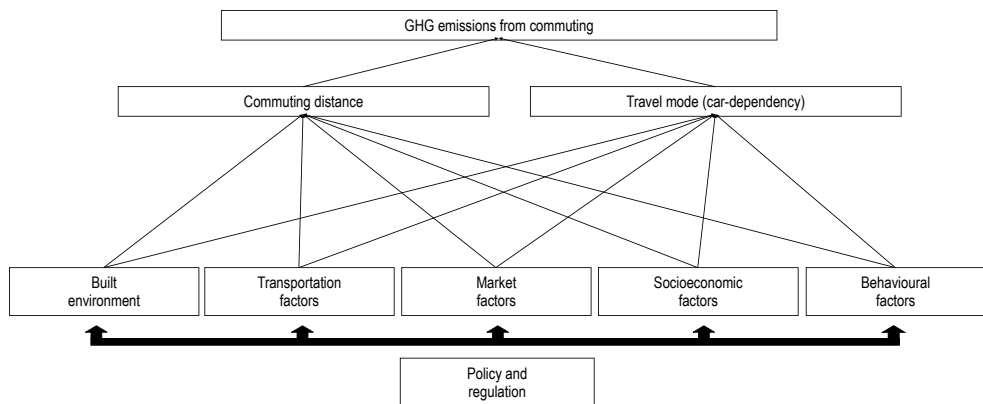 GHG emissions from commuting
Commuting distance
Travel mode (car-dependency)
Built
environment
Transportation
factors
Market
factors
Socioeconomic
factors
Behavioural
factors
Policy and
regulation